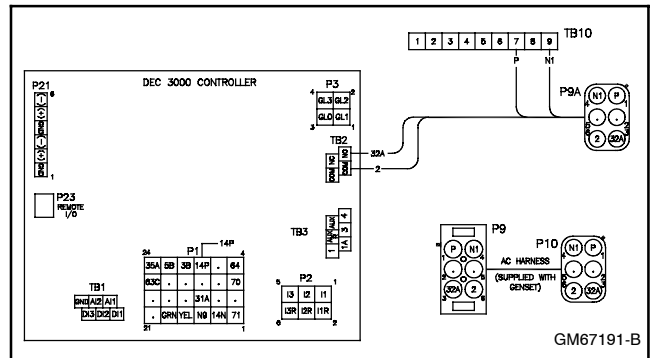 1 2 3 4 5 6 7 8 9 TB10
P N1
DEC 3000 CONTROLLER
P21
6
(-)
(+)
GND
(-)
(+)
GND
1
P23
REMOTE
I/O
P3
4 2
GL3 GL2
GL0 GL1
3 1
TB2
NC NO
COM COM
32A
2
P9A
N1 P
. .
2 32A
TB3
AUX AUX
4
3
1A
1
14P
P1
24 4
35A 5B 3B 14P . 64
63C . . . . 70
. . . 31A . .
. GRN YEL N9 14N 71
21 1
P2
5 1
I3 I2 I1
I3R I2R I1R
6 2
TB1
GND AI2 AI1
DI3 DI2 DI1
P9
P N1
. .
32A 2
AC HARNESS
(SUPPLIED WITH
GENSET)
P10
N1 P
. .
2 32A
GM67191-B